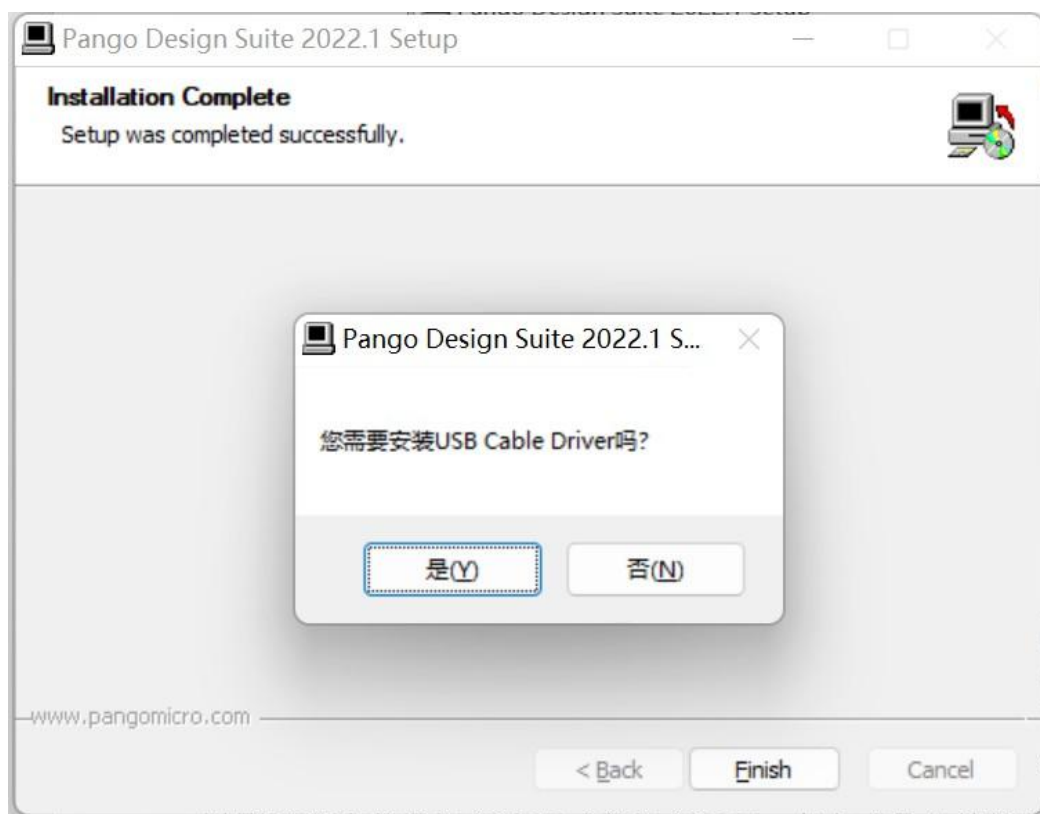 Pango Design Suite 2022.1 Setup
Installation Complete
Setup was completed successfully.
Pango Design Suite 2022.1 S...
您需要安装USB Cable Driver吗?
是(Y)
否(N)
www.pangomicro.com
< Back
Finish
Cancel